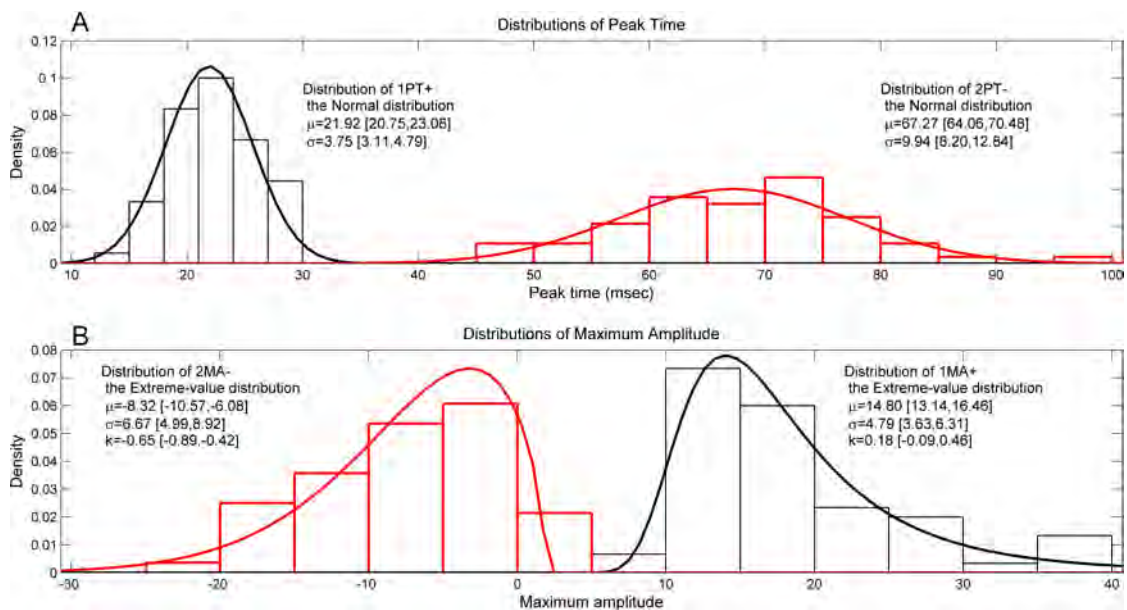 A
Distributions of Peak Time
0.12
0.1
0.08
0.06
0.04
0.02
0
Density
Distribution of 1PT+
the Normal distribution
μ=21.92 [20.75,23.08]
σ=3.75 [3.11,4.79]
Distribution of 2PT-
the Normal distribution
μ=67.27 [64.06,70.48]
σ=9.94 [8.20,12.64]
10 20 30 40 50 60 70 80 90 100
Peak time (msec)
B
Distributions of Maximum Amplitude
0.08
0.07
0.06
0.05
0.04
0.03
0.02
0.01
0
Density
Distribution of 2MA-
the Extreme-value distribution
μ=-8.32 [-10.57,-6.08]
σ=6.67 [4.99,8.92]
k=-0.65 [-0.89,-0.42]
Distribution of 1MA+
the Extreme-value distribution
μ=14.80 [13.14,16.46]
σ=4.79 [3.63,6.31]
k=0.18 [-0.09,0.46]
-30 -20 -10 0 10 20 30 40
Maximum amplitude